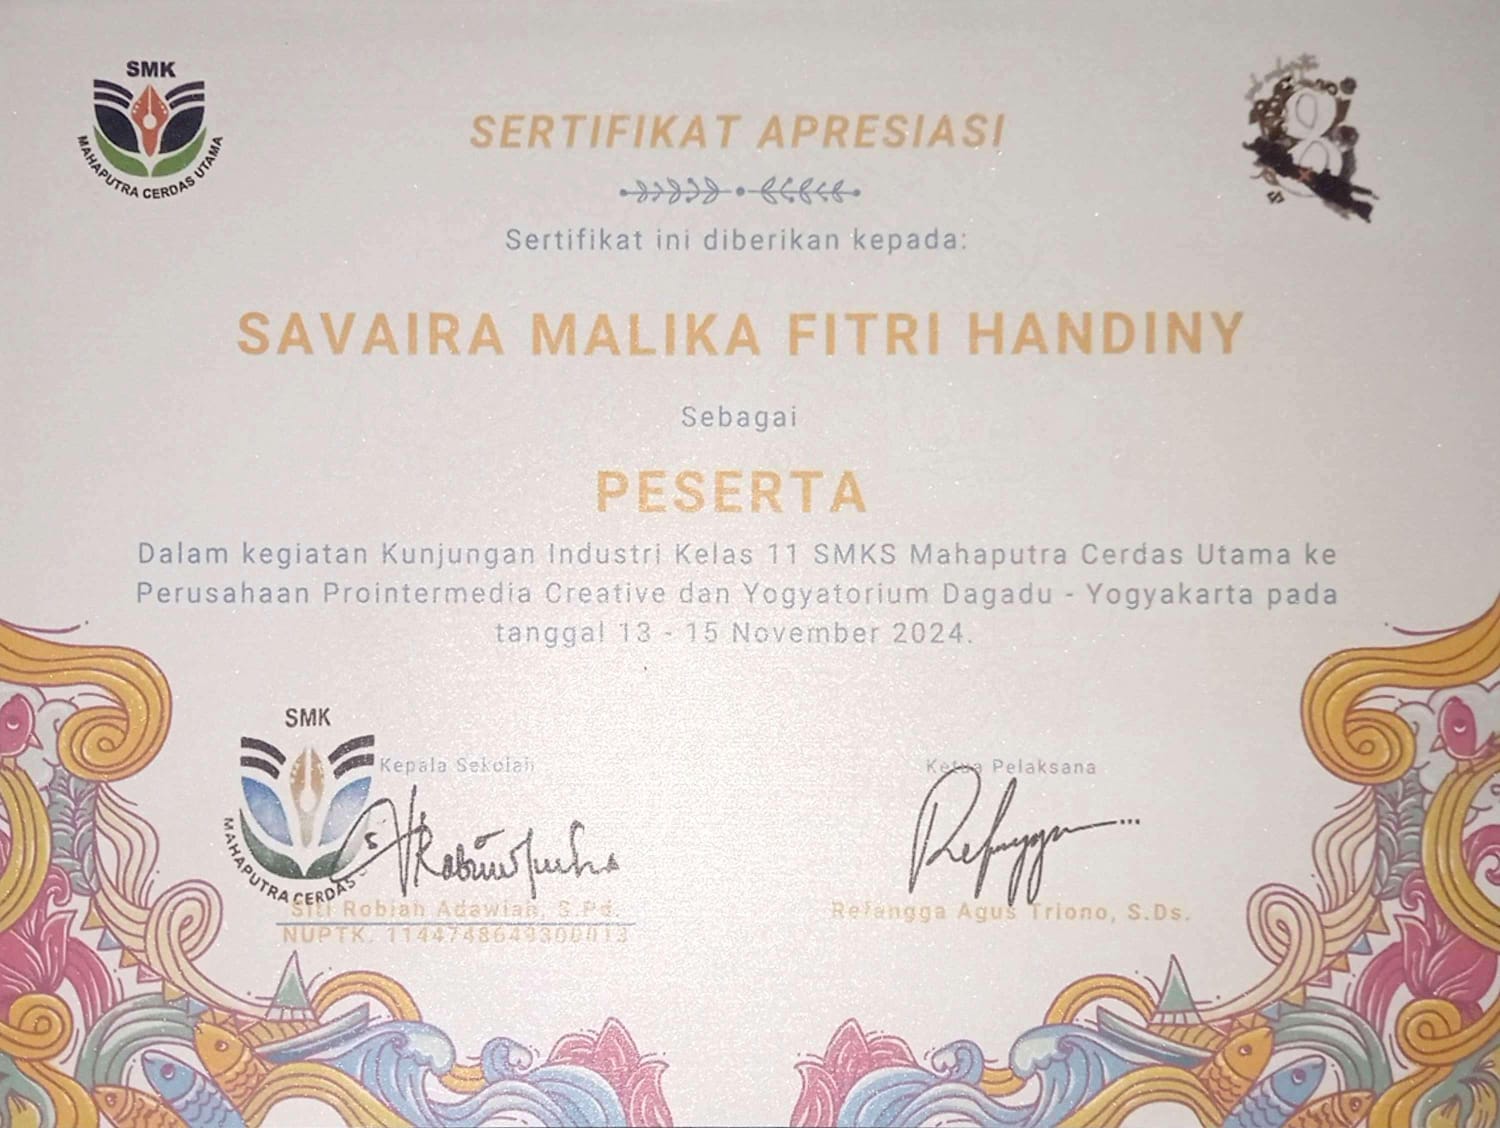 SMK
MAHAPUTRA CERDAS UTAMA
SERTIFIKAT APRESIASI
Sertifikat ini diberikan kepada:
SAVAIRA MALIKA FITRI HANDINY
Sebagai
PESERTA
Dalam kegiatan Kunjungan Industri Kelas 11 SMKS Mahaputra Cerdas Utama ke
Perusahaan Prointermedia Creative dan Yogyatorium Dagadu - Yogyakarta pada
tanggal 13 - 15 November 2024.
SMK
MAHAPUTRA CERDAS
Kepala Sekolah
Ketua Pelaksana
Siti Robiah Adawiah, S.Pd.
Relangga Agus Triono, S.Ds.
NUPTK.